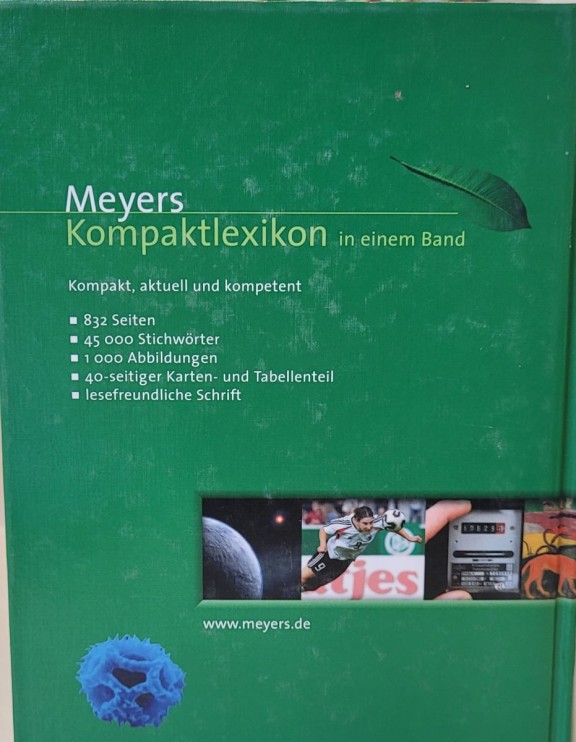 Meyers
Kompaktlexikon in einem Band
Kompakt, aktuell und kompetent
▪ 832 Seiten
▪ 45 000 Stichwörter
▪ 1 000 Abbildungen
▪ 40-seitiger Karten- und Tabellenteil
▪ lesefreundliche Schrift
9
tjes
www.meyers.de